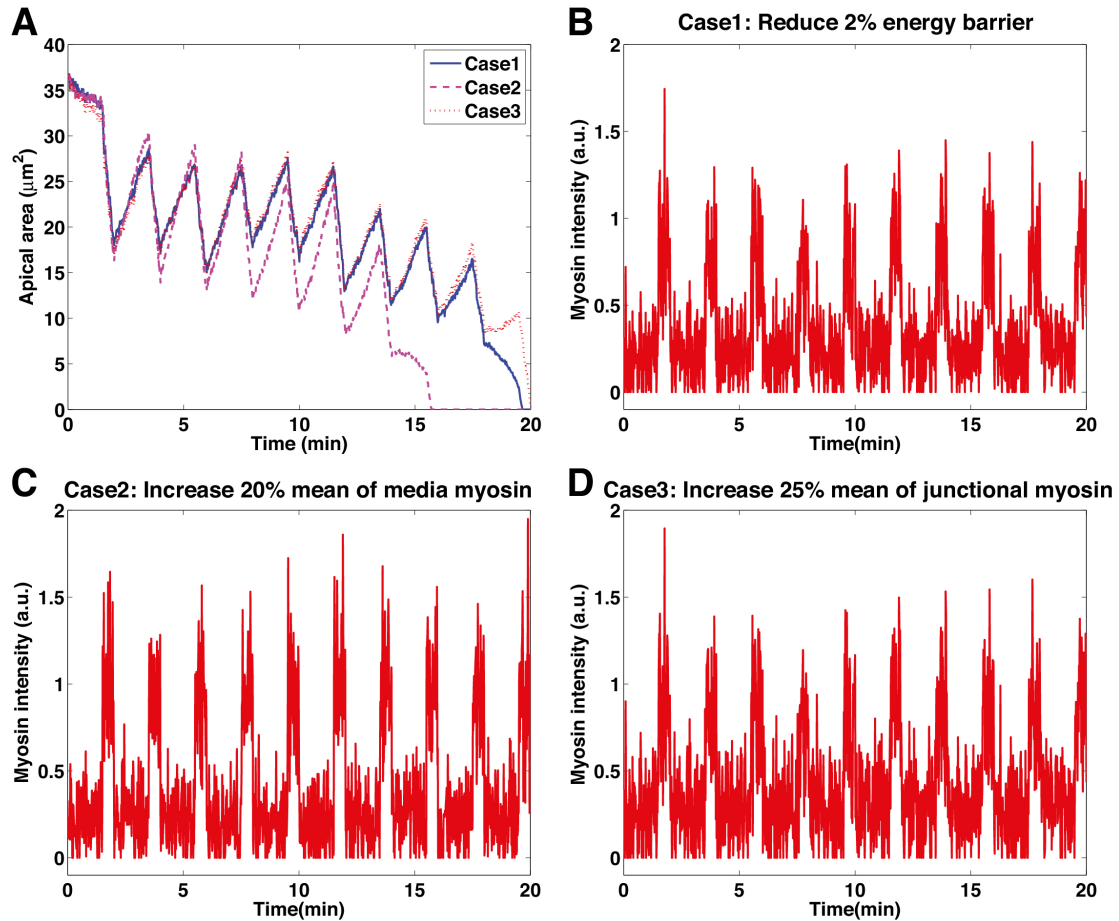 A
40
35
30
25
20
15
10
5
0
Apical area (μm²)
0 5 10 15 20
Time (min)
Case1
Case2
Case3
B
Case1: Reduce 2% energy barrier
2
1.5
1
0.5
0
Myosin intensity (a.u.)
0 5 10 15 20
Time(min)
C
Case2: Increase 20% mean of media myosin
2
1.5
1
0.5
0
Myosin intensity (a.u.)
0 5 10 15 20
Time(min)
D
Case3: Increase 25% mean of junctional myosin
2
1.5
1
0.5
0
Myosin intensity (a.u.)
0 5 10 15 20
Time(min)